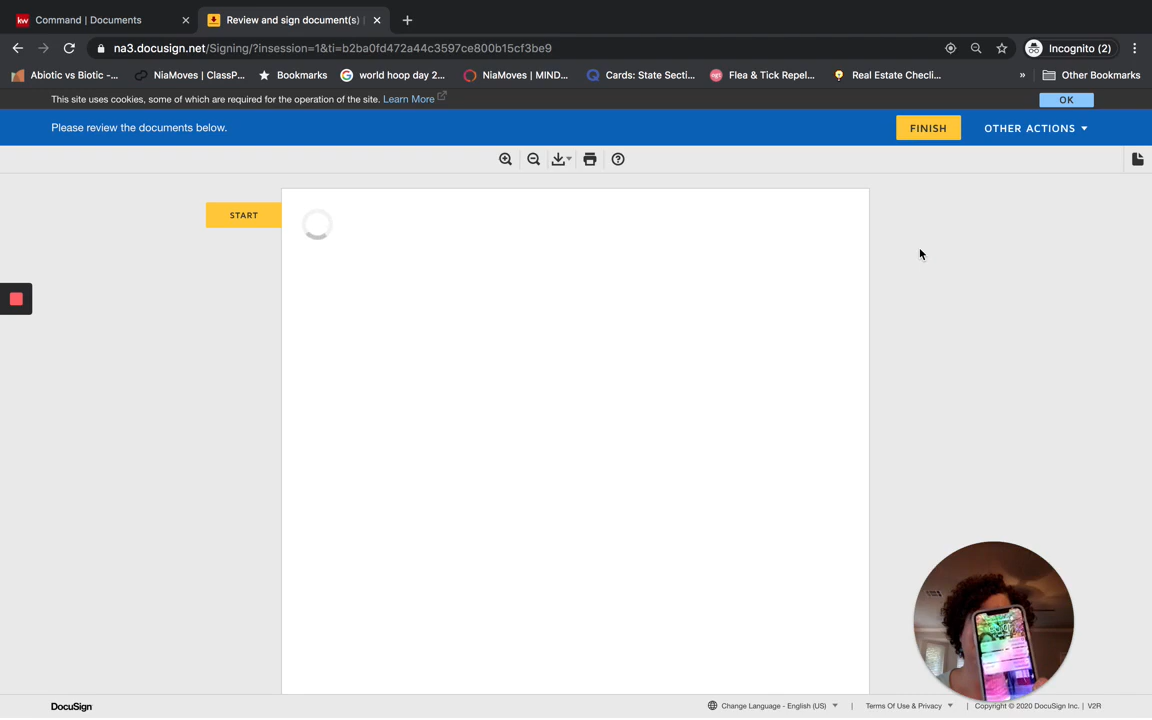 kw Command | Documents
Review and sign document(s)
na3.docusign.net/Signing/?insession=1&ti=b2ba0fd472a44c3597ce800b15cf3be9
Incognito (2)
Abiotic vs Biotic -...
NiaMoves | ClassP...
Bookmarks
G world hoop day 2...
NiaMoves | MIND...
Cards: State Secti...
Flea & Tick Repel...
Real Estate Checli...
»
Other Bookmarks
This site uses cookies, some of which are required for the operation of the site. Learn More
OK
Please review the documents below.
FINISH
OTHER ACTIONS
START
DocuSign
Change Language - English (US)
|
Terms Of Use & Privacy
| Copyright © 2020 DocuSign Inc. | V2R